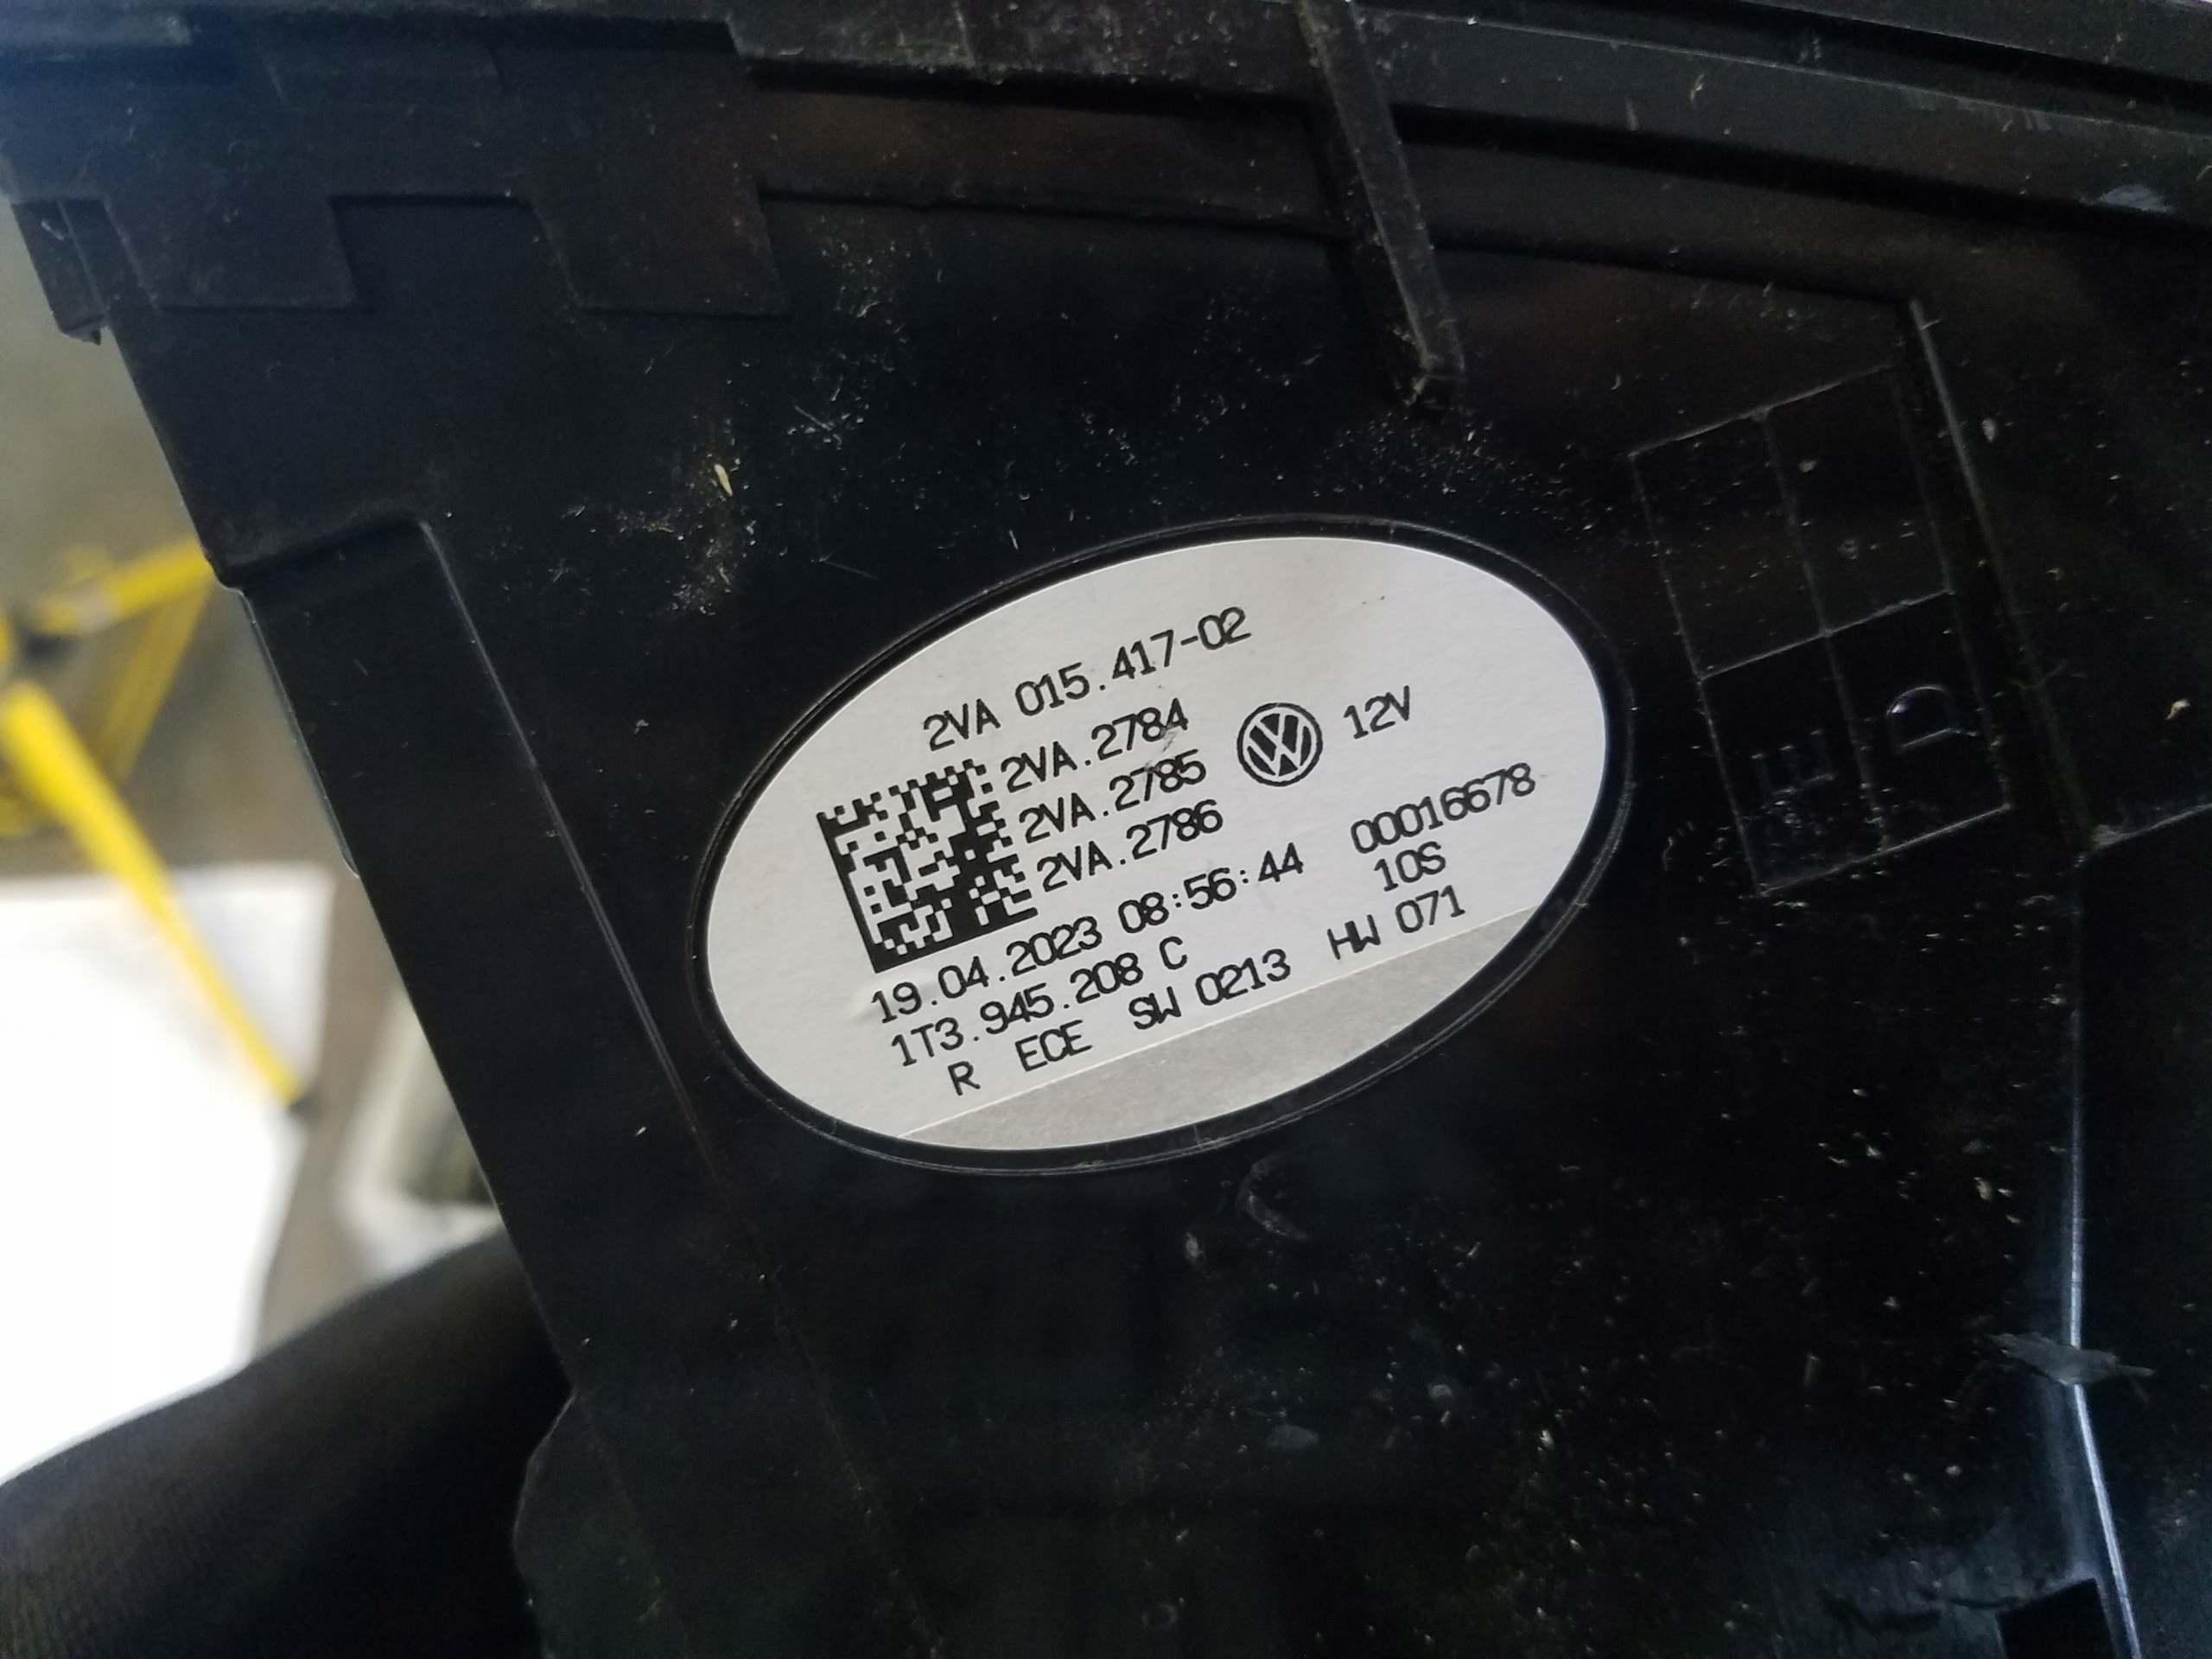 2VA 015.417-02
2VA.2784
2VA.2785
2VA.2786
12V
19.04.2023 08:56:44 00016678
1T3.945.208 C 10S
R ECE SW 0213 HW 071
D